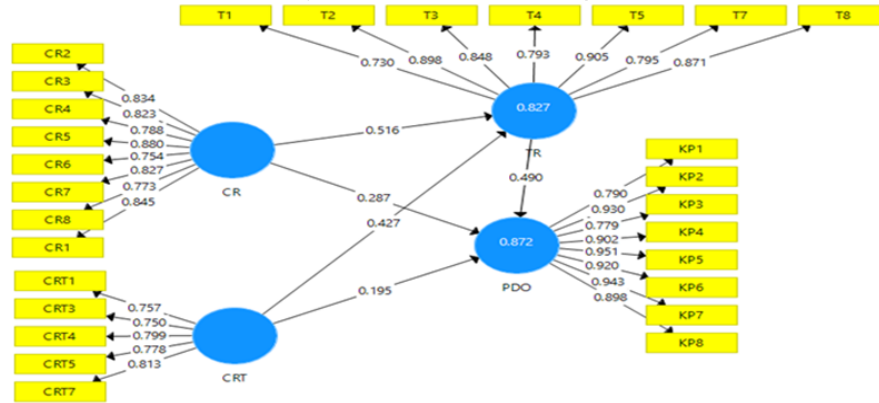 T1 T2 T3 T4 T5 T7 T8
0.730 0.898 0.848 0.793 0.905 0.795 0.871
0.827
TR
CR2
CR3
CR4
CR5
CR6
CR7
CR8
CR1
0.834
0.823
0.788
0.880
0.754
0.827
0.773
0.845
CR
0.516
0.287
0.427
0.195
0.490
CRT1
CRT3
CRT4
CRT5
CRT7
0.757
0.750
0.799
0.778
0.813
CRT
0.872
PDO
0.790
0.930
0.779
0.902
0.951
0.920
0.943
0.898
KP1
KP2
KP3
KP4
KP5
KP6
KP7
KP8